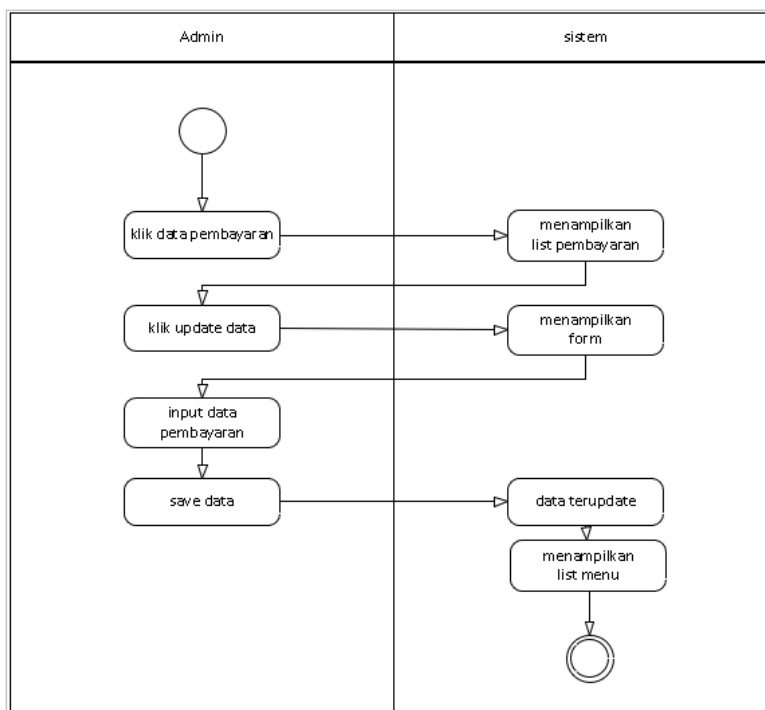 Admin
sistem
klik data pembayaran
menampilkan
list pembayaran
klik update data
menampilkan
form
input data
pembayaran
save data
data terupdate
menampilkan
list menu